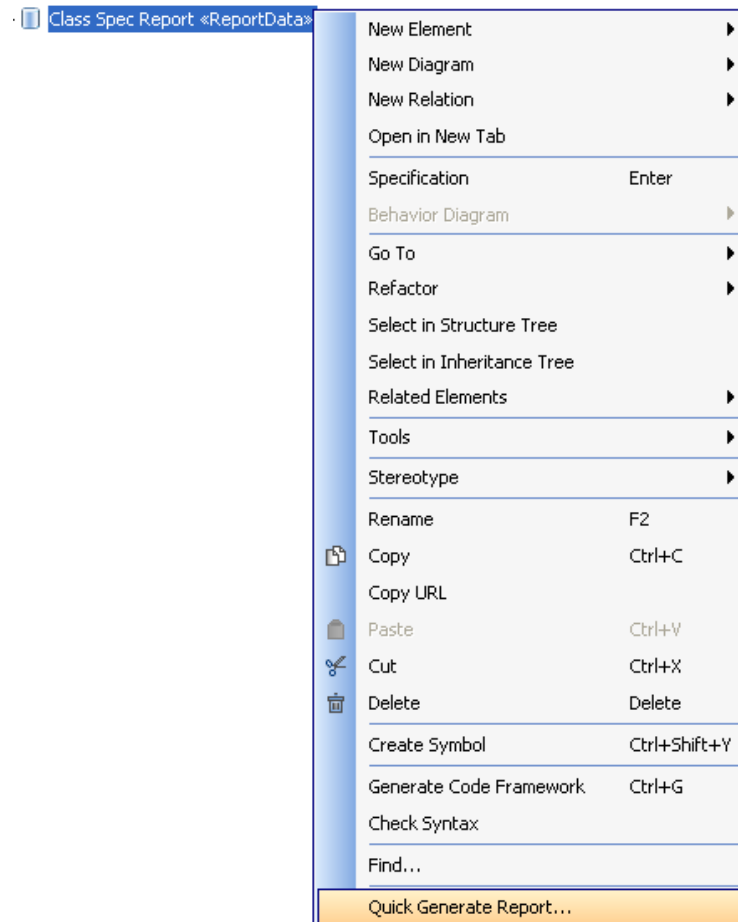 Class Spec Report «ReportData»
New Element
New Diagram
New Relation
Open in New Tab
Specification Enter
Behavior Diagram
Go To
Refactor
Select in Structure Tree
Select in Inheritance Tree
Related Elements
Tools
Stereotype
Rename F2
Copy Ctrl+C
Copy URL
Paste Ctrl+V
Cut Ctrl+X
Delete Delete
Create Symbol Ctrl+Shift+Y
Generate Code Framework Ctrl+G
Check Syntax
Find...
Quick Generate Report...